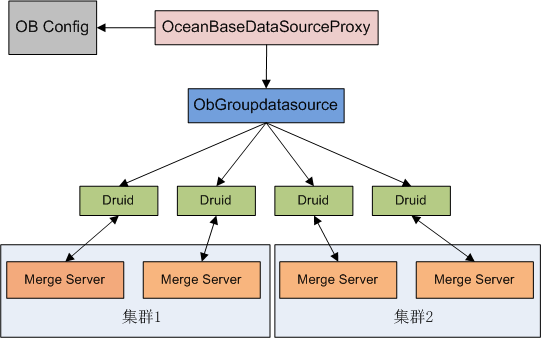 OB Config
OceanBaseDataSourceProxy
ObGroupdatasource
Druid
Druid
Druid
Druid
Merge Server
Merge Server
Merge Server
Merge Server
集群1
集群2